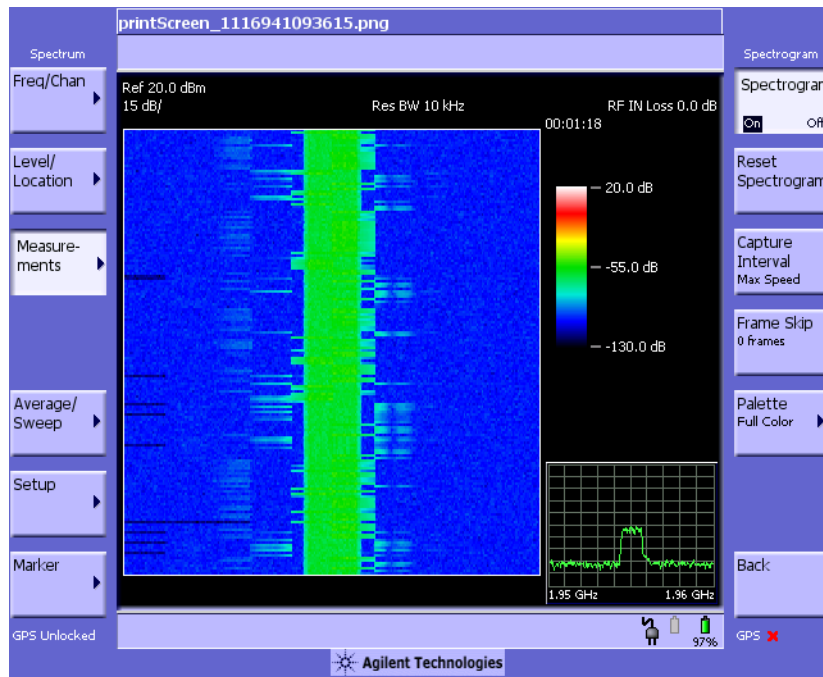 printScreen_1116941093615.png
Spectrum
Freq/Chan
Level/
Location
Measure-
ments
Average/
Sweep
Setup
Marker
GPS Unlocked
Ref 20.0 dBm
15 dB/
Res BW 10 kHz
RF IN Loss 0.0 dB
00:01:18
20.0 dB
-55.0 dB
-130.0 dB
1.95 GHz
1.96 GHz
97%
Agilent Technologies
Spectrogram
Spectrogram
On
Off
Reset
Spectrogram
Capture
Interval
Max Speed
Frame Skip
0 frames
Palette
Full Color
Back
GPS